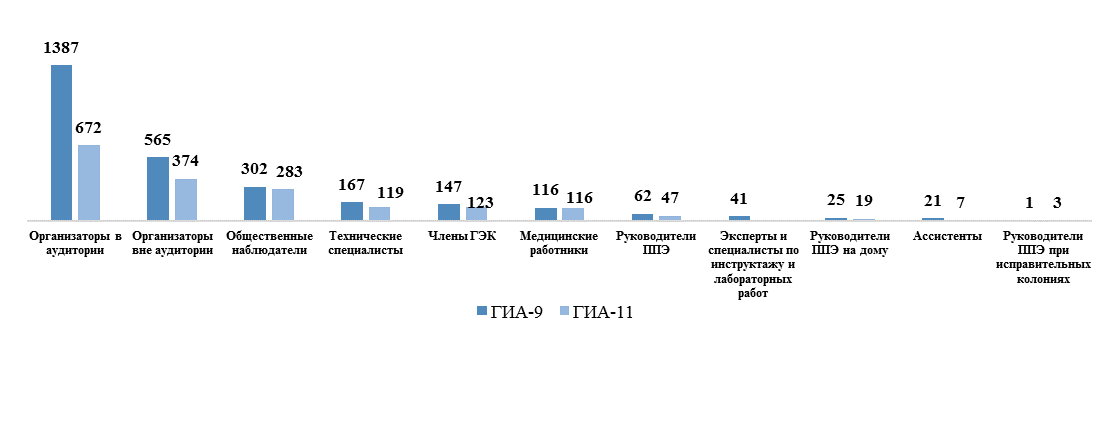 1387
672
565
374
302 283
167 119
147 123
116 116
62 47
41
25 19
21 7
1 3
Организаторы в
аудитории
Организаторы
вне аудитории
Общественные
наблюдатели
Технические
специалисты
Члены ГЭК
Медицинские
работники
Руководители
ППЭ
Эксперты и
специалисты по
инструктажу и
лабораторных
работ
Руководители
ППЭ на дому
Ассистенты
Руководители
ППЭ при
исправительных
колониях
ГИА-9 ГИА-11